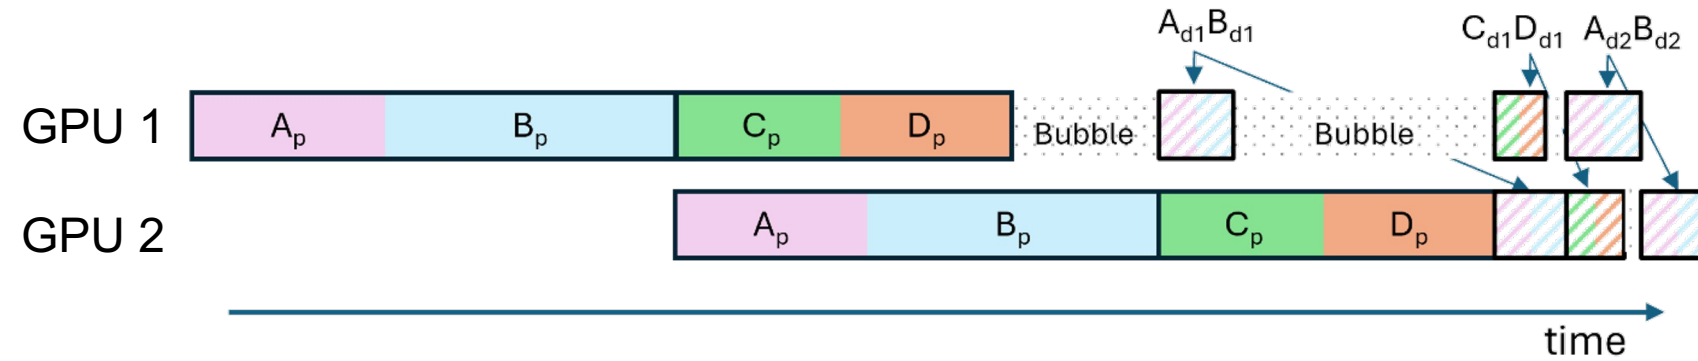 A_d1B_d1 C_d1D_d1 A_d2B_d2
GPU 1 A_p B_p C_p D_p Bubble Bubble
GPU 2 A_p B_p C_p D_p
time